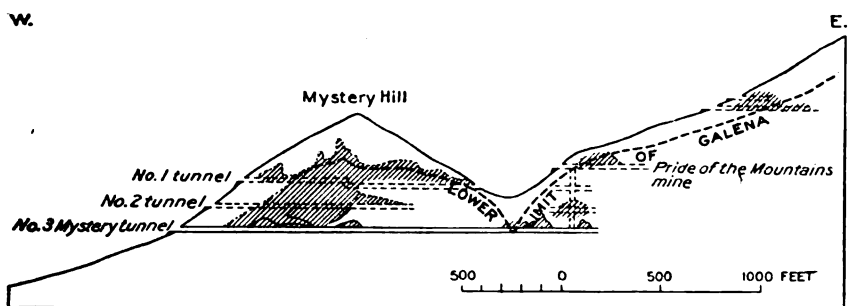 W.
E.
Mystery Hill
No. 1 tunnel
No. 2 tunnel
No. 3 Mystery tunnel
LOWER LIMIT OF GALENA
Pride of the Mountains
mine
500 0 500 1000 FEET